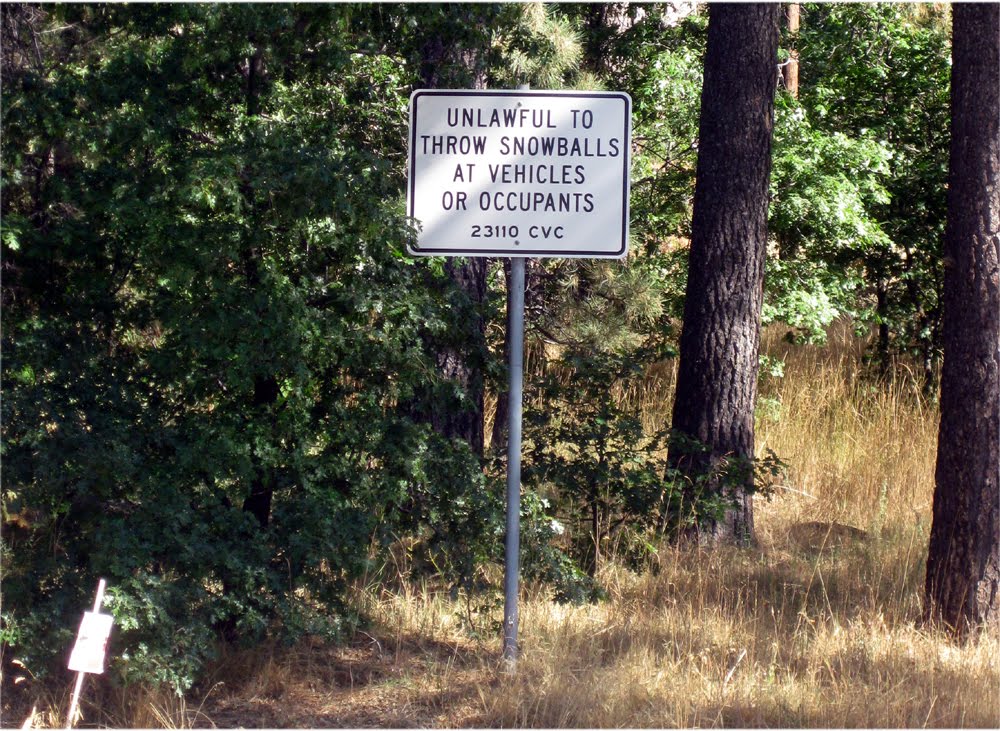 UNLAWFUL TO
THROW SNOWBALLS
AT VEHICLES
OR OCCUPANTS
23110 CVC